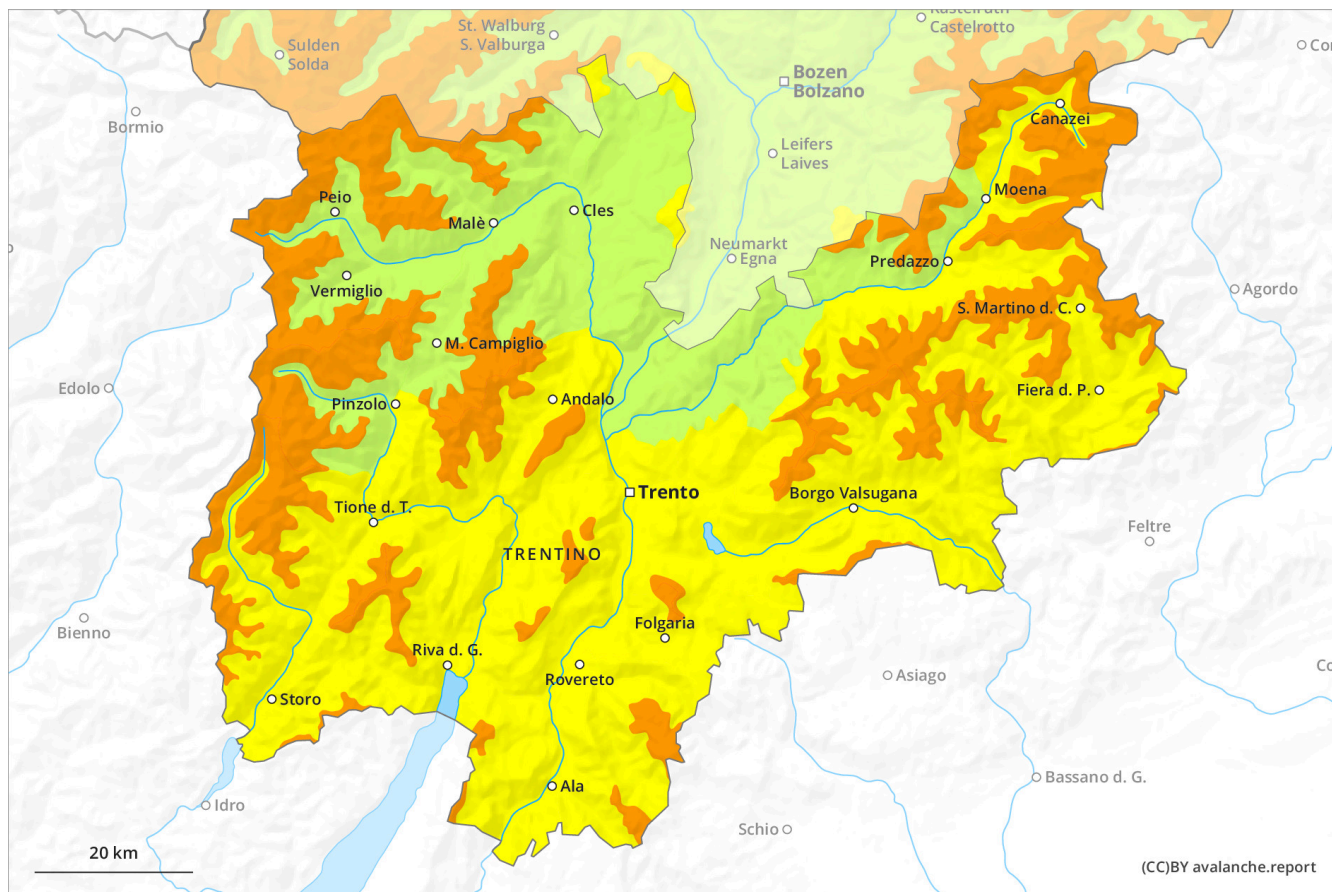 Kastelruth
Castelrotto
St. Walburg
S. Valburga
Sulden
Solda
Bozen
Bolzano
Bormio
Canazei
Leifers
Laives
Moena
Peio
Malè
Cles
Neumarkt
Egna
Predazzo
Vermiglio
Agordo
S. Martino d. C.
M. Campiglio
Edolo
Andalo
Fiera d. P.
Pinzolo
Trento
Borgo Valsugana
Tione d. T.
Feltre
TRENTINO
Bienno
Folgaria
Riva d. G.
Rovereto
Asiago
Storo
Bassano d. G.
Ala
Idro
Schio
20 km
(CC)BY avalanche.report